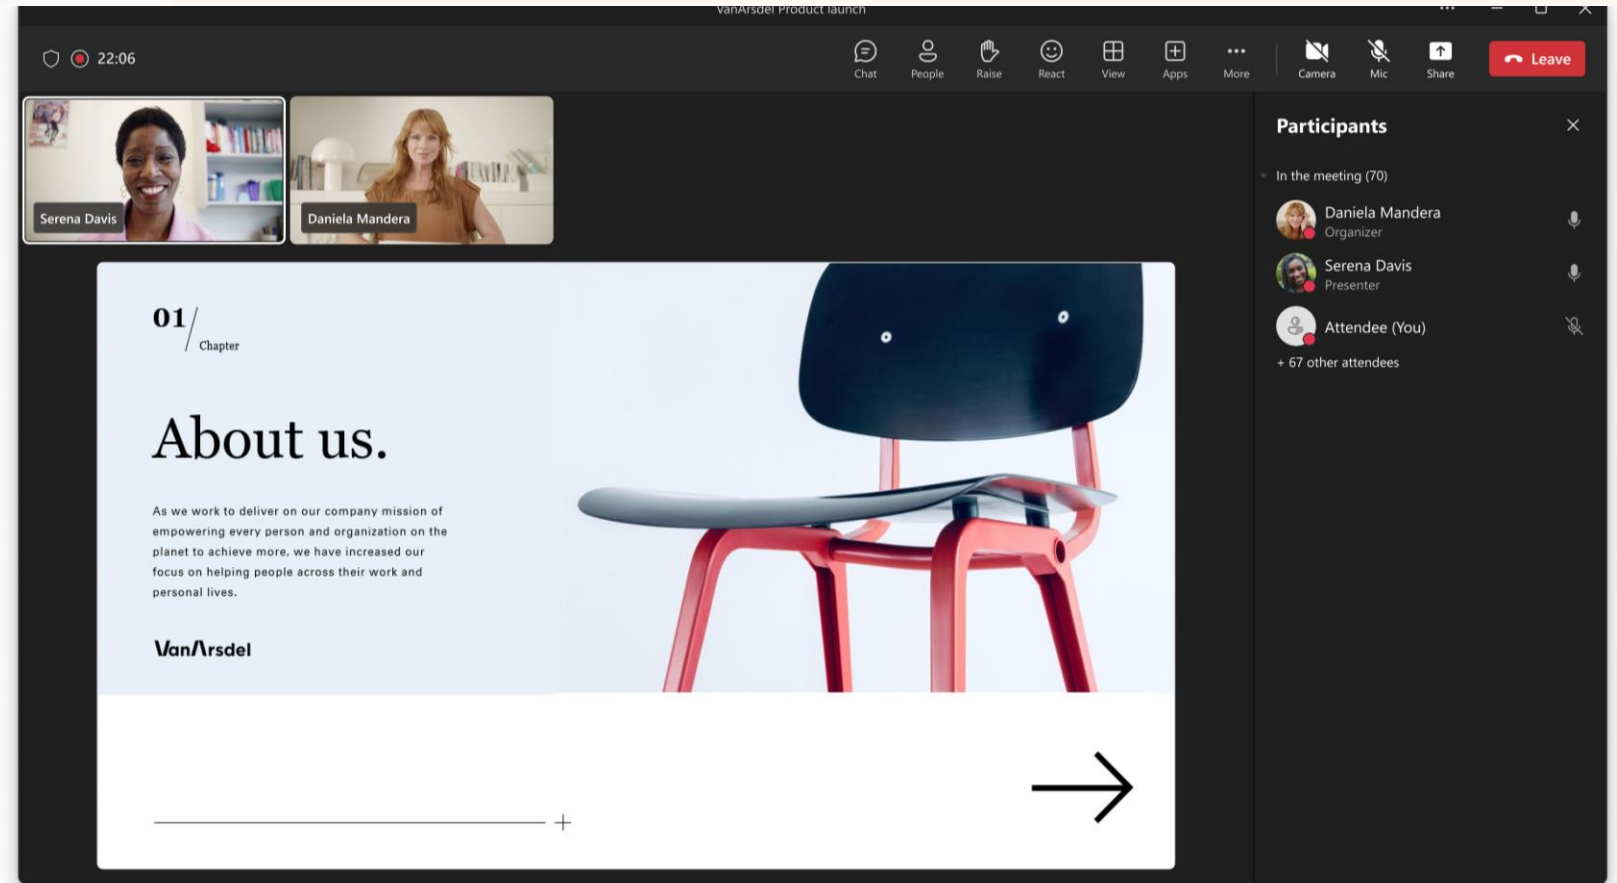 VanArsdel Product launch
22:06
Chat
People
Raise
React
View
Apps
More
Camera
Mic
Share
Leave
Serena Davis
Daniela Mandera
01/
Chapter
About us.
As we work to deliver on our company mission of
empowering every person and organization on the
planet to achieve more, we have increased our
focus on helping people across their work and
personal lives.
VanArsdel
Participants
In the meeting (70)
Daniela Mandera
Organizer
Serena Davis
Presenter
Attendee (You)
+ 67 other attendees